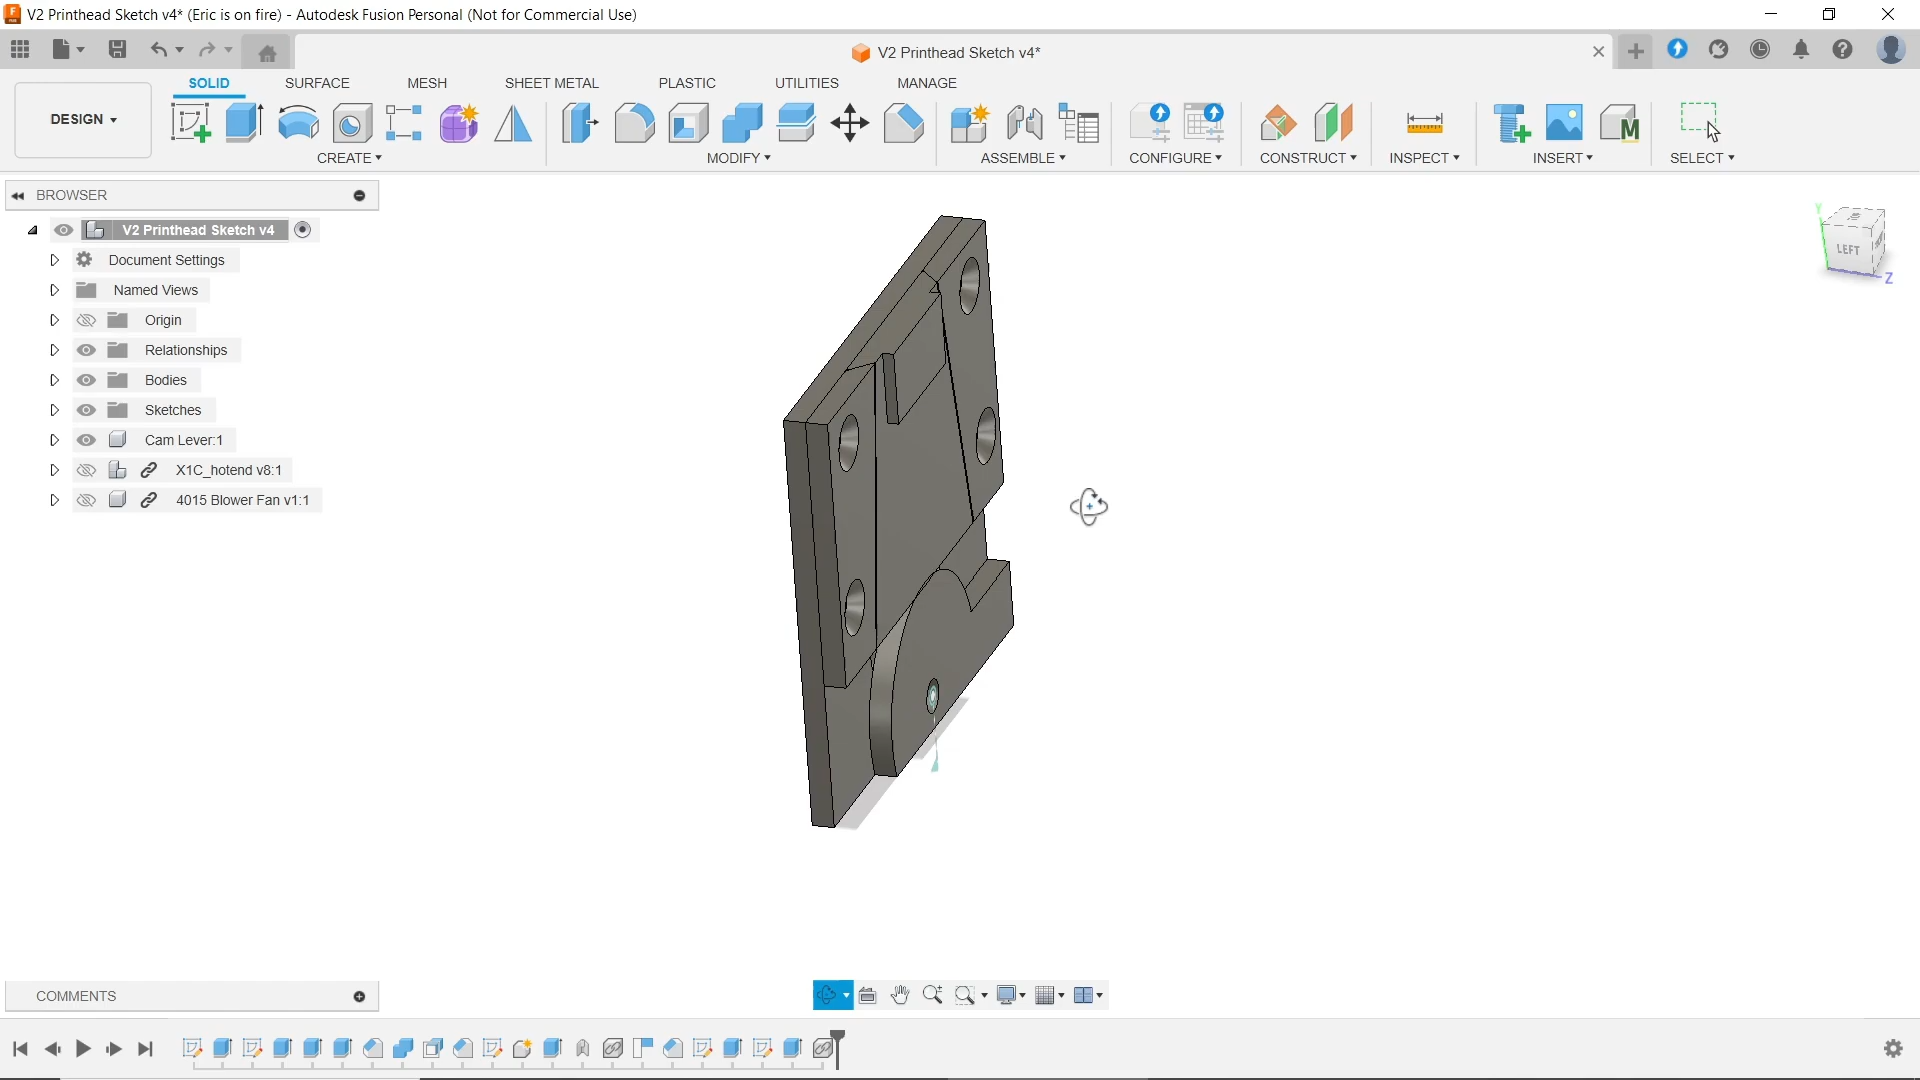 V2 Printhead Sketch v4* (Eric is on fire) - Autodesk Fusion Personal (Not for Commercial Use)
V2 Printhead Sketch v4*
SOLID SURFACE MESH SHEET METAL PLASTIC UTILITIES MANAGE
DESIGN
CREATE MODIFY ASSEMBLE CONFIGURE CONSTRUCT INSPECT INSERT SELECT
BROWSER
V2 Printhead Sketch v4
Document Settings
Named Views
Origin
Relationships
Bodies
Sketches
Cam Lever:1
X1C_hotend v8:1
4015 Blower Fan v1:1
Y
LEFT
Z
COMMENTS